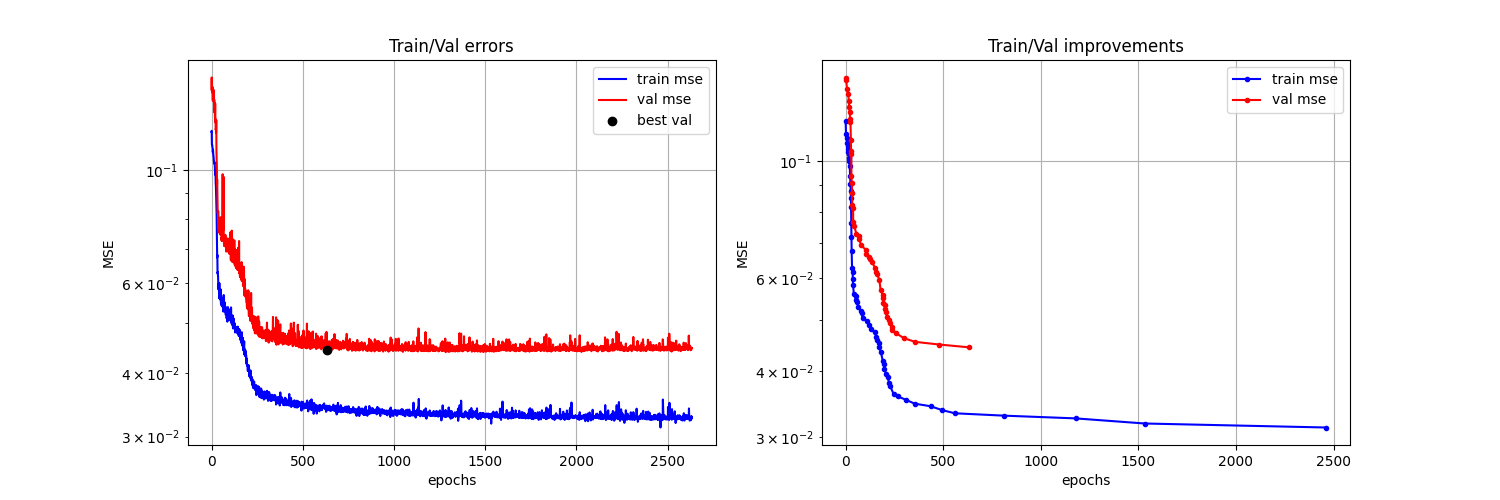 Train/Val errors
train mse
val mse
best val
10⁻¹
6 × 10⁻²
4 × 10⁻²
3 × 10⁻²
MSE
0 500 1000 1500 2000 2500
epochs
Train/Val improvements
train mse
val mse
10⁻¹
6 × 10⁻²
4 × 10⁻²
3 × 10⁻²
MSE
0 500 1000 1500 2000 2500
epochs